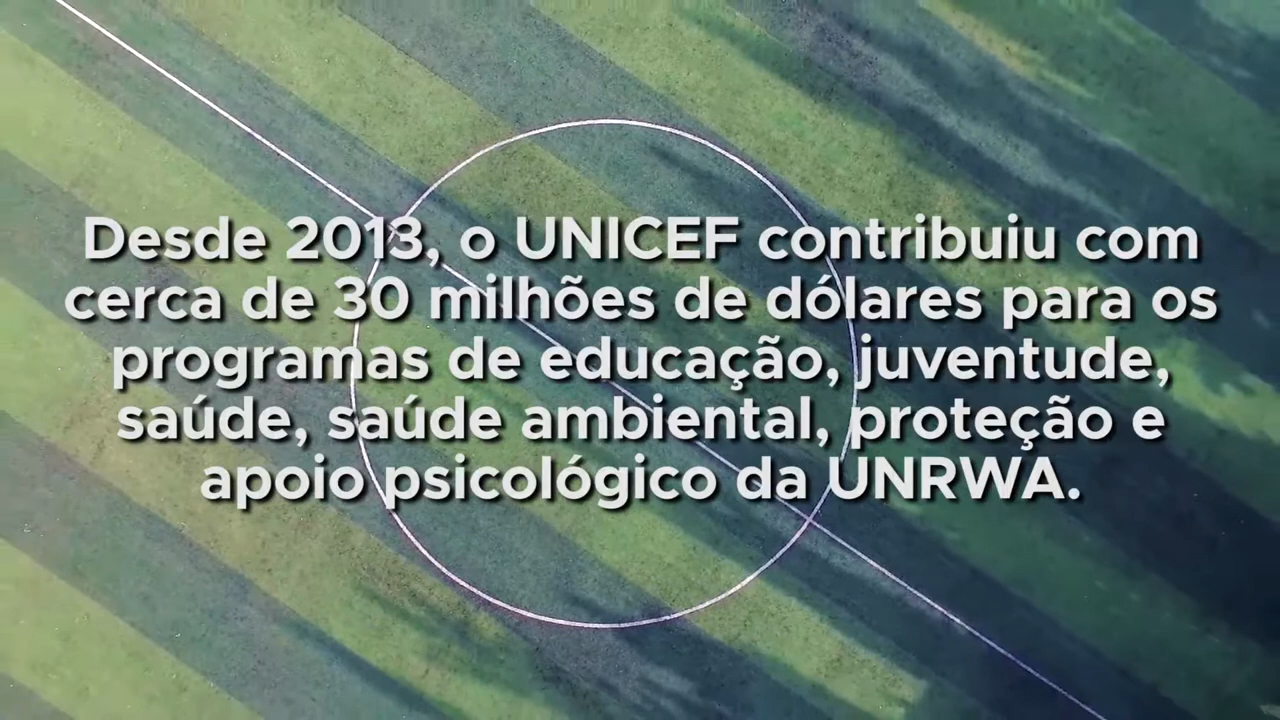 Desde 2013, o UNICEF contribuiu com
cerca de 30 milhões de dólares para os
programas de educação, juventude,
saúde, saúde ambiental, proteção e
apoio psicológico da UNRWA.